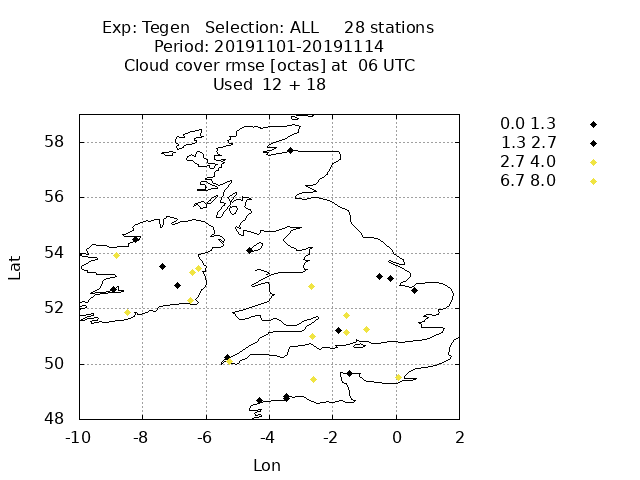 Exp: Tegen   Selection: ALL     28 stations
Period: 20191101-20191114
Cloud cover rmse [octas] at  06 UTC
Used  12 + 18
0.0 1.3
1.3 2.7
2.7 4.0
6.7 8.0
58
56
54
52
50
48
Lat
-10 -8 -6 -4 -2 0 2
Lon